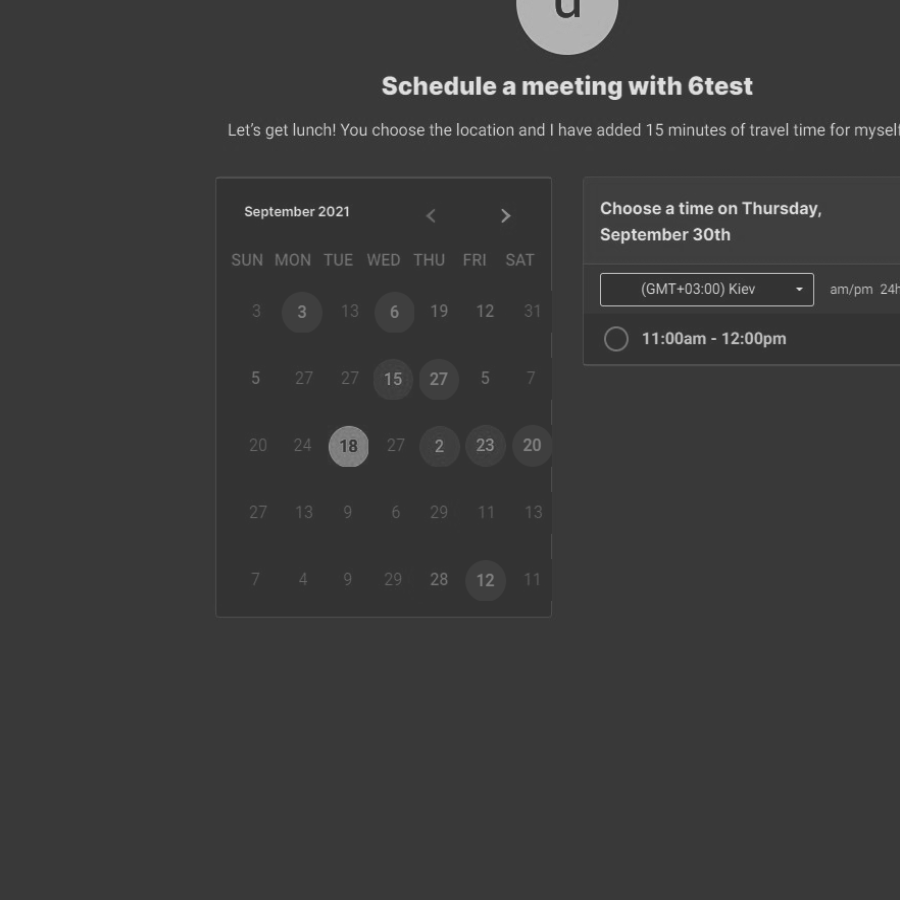 Schedule a meeting with 6test
Let's get lunch! You choose the location and I have added 15 minutes of travel time for myself
September 2021
SUN MON TUE WED THU FRI SAT
3 3 13 6 19 12 31
5 27 27 15 27 5 7
20 24 18 27 2 23 20
27 13 9 6 29 11 13
7 4 9 29 28 12 11
Choose a time on Thursday,
September 30th
(GMT+03:00) Kiev am/pm 24h
11:00am - 12:00pm